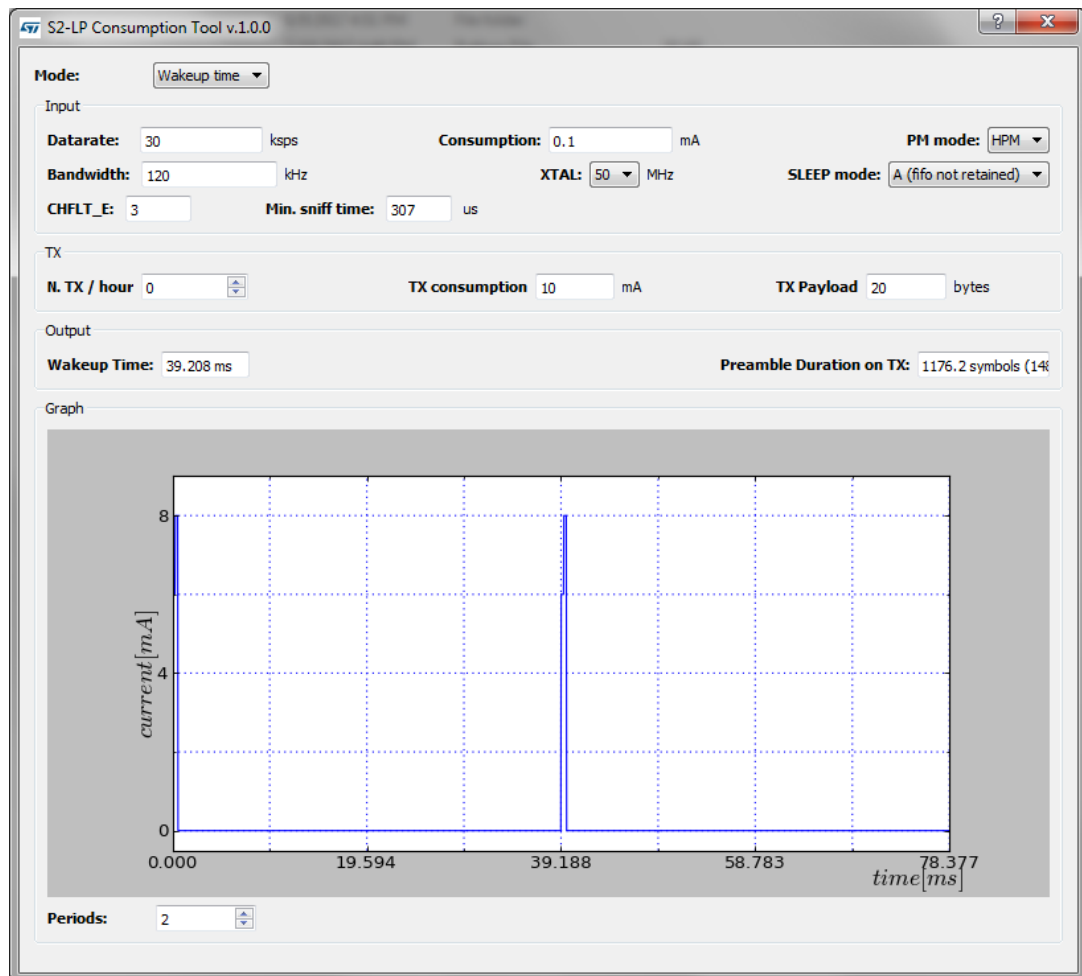 S2-LP Consumption Tool v.1.0.0
Mode: Wakeup time
Input
Datarate: 30 ksps Consumption: 0.1 mA PM mode: HPM
Bandwidth: 120 kHz XTAL: 50 MHz SLEEP mode: A (fifo not retained)
CHFLT_E: 3 Min. sniff time: 307 us
TX
N. TX / hour 0 TX consumption 10 mA TX Payload 20 bytes
Output
Wakeup Time: 39.208 ms Preamble Duration on TX: 1176.2 symbols (148
Graph
8
4
0
current[mA]
0.000 19.594 39.188 58.783 78.377
time[ms]
Periods: 2